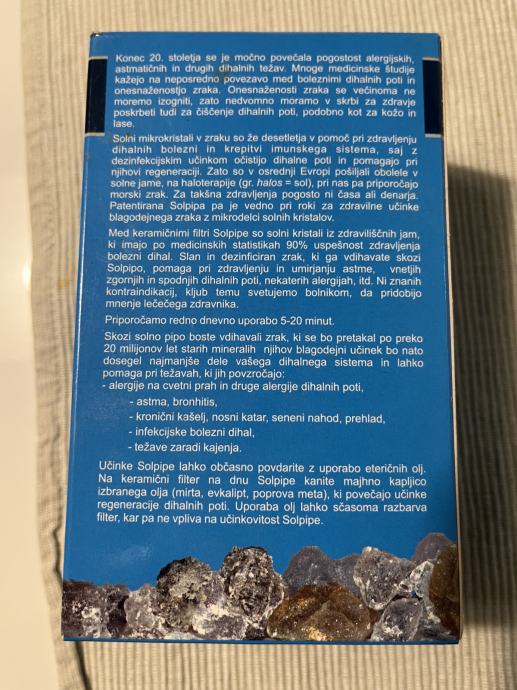 Konec 20. stoletja se je močno povečala pogostost alergijskih,
astmatičnih in drugih dihalnih težav. Mnoge medicinske študije
kažejo na neposredno povezavo med boleznimi dihalnih poti in
onesnaženostjo zraka. Onesnaženosti zraka se večinoma ne
moremo izogniti, zato nedvomno moramo v skrbi za zdravje
poskrbeti tudi za čiščenje dihalnih poti, podobno kot za kožo in
lase.
Solni mikrokristali v zraku so že desetletja v pomoč pri zdravljenju
dihalnih bolezni in krepitvi imunskega sistema, saj z
dezinfekcijskim učinkom očistijo dihalne poti in pomagajo pri
njihovi regeneraciji. Zato so v osrednji Evropi pošiljali obolele v
solne jame, na haloterapije (gr. halos = sol), pri nas pa priporočajo
morski zrak. Za takšna zdravljenja pogosto ni časa ali denarja.
Patentirana Solpipa pa je vedno pri roki za zdravilne učinke
blagodejnega zraka z mikrodelci solnih kristalov.
Med keramičnimi filtri Solpipe so solni kristali iz zdraviliščnih jam,
ki imajo po medicinskih statistikah 90% uspešnost zdravljenja
bolezni dihal. Slan in dezinficiran zrak, ki ga vdihavate skozi
Solpipo, pomaga pri zdravljenju in umirjanju astme, vnetjih
zgornjih in spodnjih dihalnih poti, nekaterih alergijah, itd. Ni znanih
kontraindikacij, kljub temu svetujemo bolnikom, da pridobijo
mnenje lečečega zdravnika.
Priporočamo redno dnevno uporabo 5-20 minut.
Skozi solno pipo boste vdihavali zrak, ki se bo pretakal po preko
20 milijonov let starih mineralih njihov blagodejni učinek bo nato
dosegel najmanjše dele vašega dihalnega sistema in lahko
pomaga pri težavah, ki jih povzročajo:
- alergije na cvetni prah in druge alergije dihalnih poti,
- astma, bronhitis,
- kronični kašelj, nosni katar, seneni nahod, prehlad,
- infekcijske bolezni dihal,
- težave zaradi kajenja.
Učinke Solpipe lahko občasno povdarite z uporabo eteričnih olj.
Na keramični filter na dnu Solpipe kanite majhno kapljico
izbranega olja (mirta, evkalipt, poprova meta), ki povečajo učinke
regeneracije dihalnih poti. Uporaba olj lahko sčasoma razbarva
filter, kar pa ne vpliva na učinkovitost Solpipe.